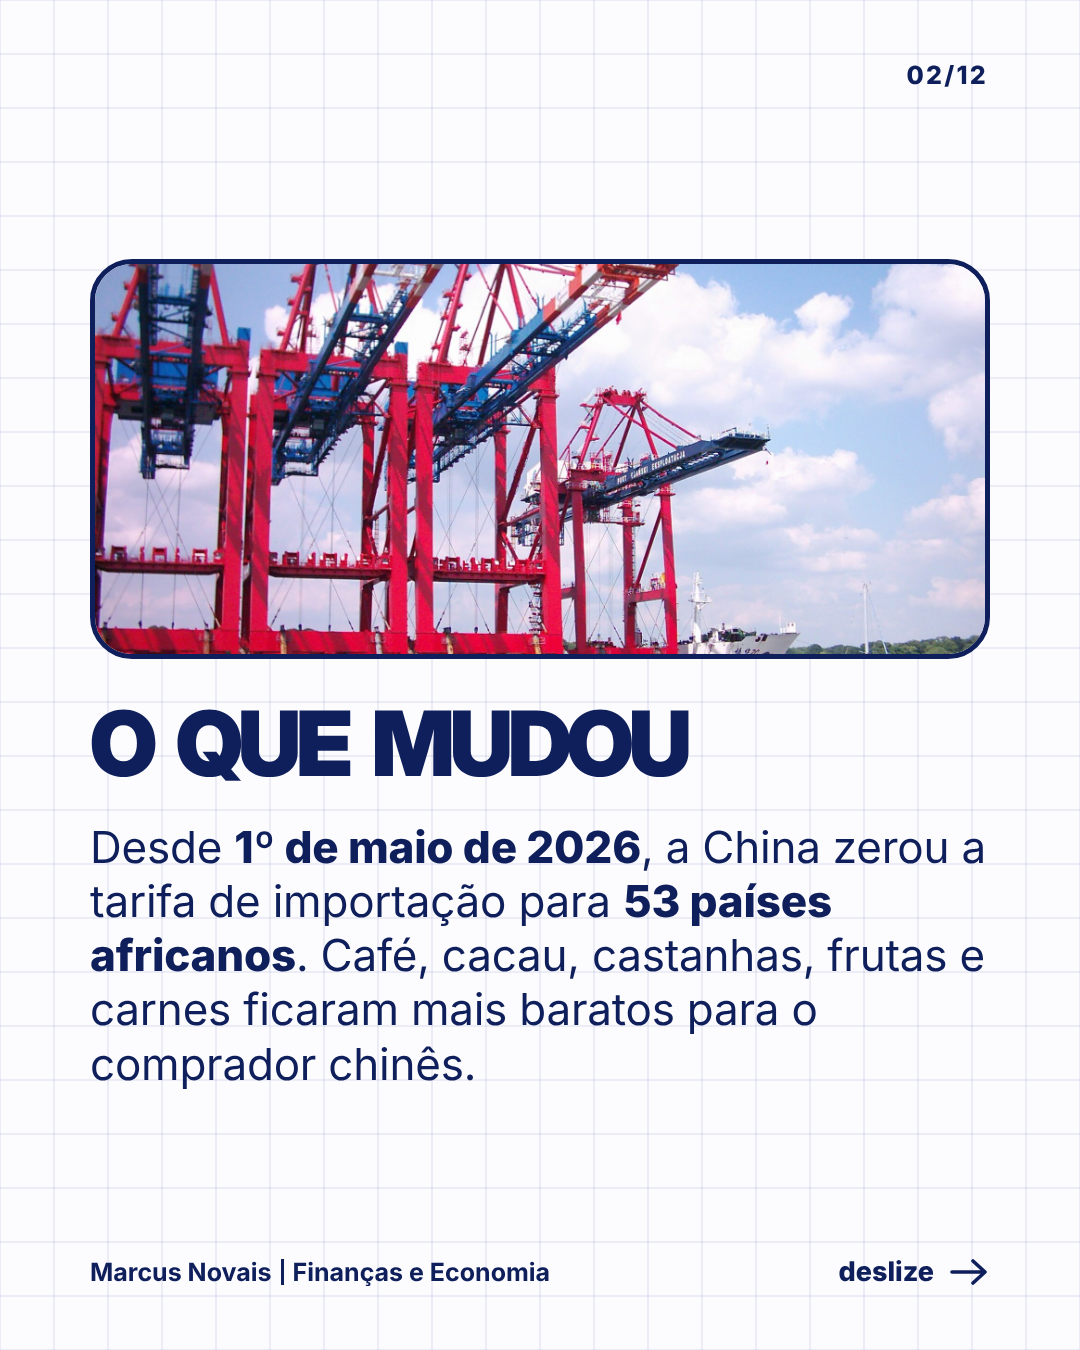 02/12
O QUE MUDOU
Desde 1º de maio de 2026, a China zerou a
tarifa de importação para 53 países
africanos. Café, cacau, castanhas, frutas e
carnes ficaram mais baratos para o
comprador chinês.
Marcus Novais | Finanças e Economia
deslize →